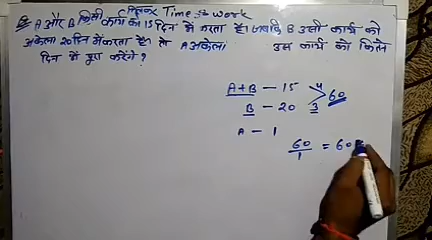 मिलकर Time & work
A और B किसी कार्य को 15 दिन में करता है। जबकि B उसी कार्य को
अकेला 20 दिन में करता है। तो A अकेला उस कार्य को कितने
दिन में पुरा करेंगे?
A+B – 15 4
60
B – 20 3
A – 1
60/1 = 60